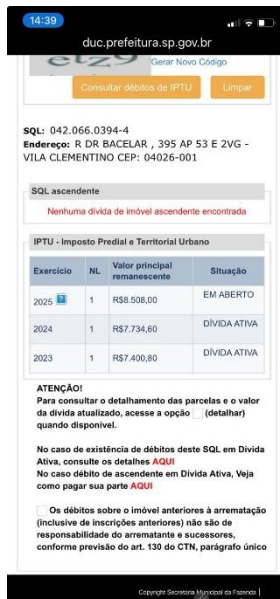 14:39
duc.prefeitura.sp.gov.br
Gerar Novo
Código
Consultar débitos de IPTU Limpar
SQL: 042.066.0394-4
Endereço: R DR BACELAR , 395 AP 53 E 2VG -
VILA CLEMENTINO CEP: 04026-001
SQL ascendente
Nenhuma dívida de imóvel ascendente encontrada
IPTU - Imposto Predial e Territorial Urbano
Exercício NL Valor principal remanescente Situação
2025 ? 1 R$8.508,00 EM ABERTO
2024 1 R$7.734,60 DÍVIDA ATIVA
2023 1 R$7.400,80 DÍVIDA ATIVA
ATENÇÃO!
Para consultar o detalhamento das parcelas e o valor
da dívida atualizado, acesse a opção (detalhar)
quando disponível.
No caso de existência de débitos deste SQL em Dívida
Ativa, consulte os detalhes AQUI
No caso débito de ascendente em Dívida Ativa, Veja
como pagar sua parte AQUI
Os débitos sobre o imóvel anteriores à arrematação
(inclusive de inscrições anteriores) não são de
responsabilidade do arrematante e sucessores,
conforme previsão do art. 130 do CTN, parágrafo único
Copyright Secretaria Municipal da Fazenda |